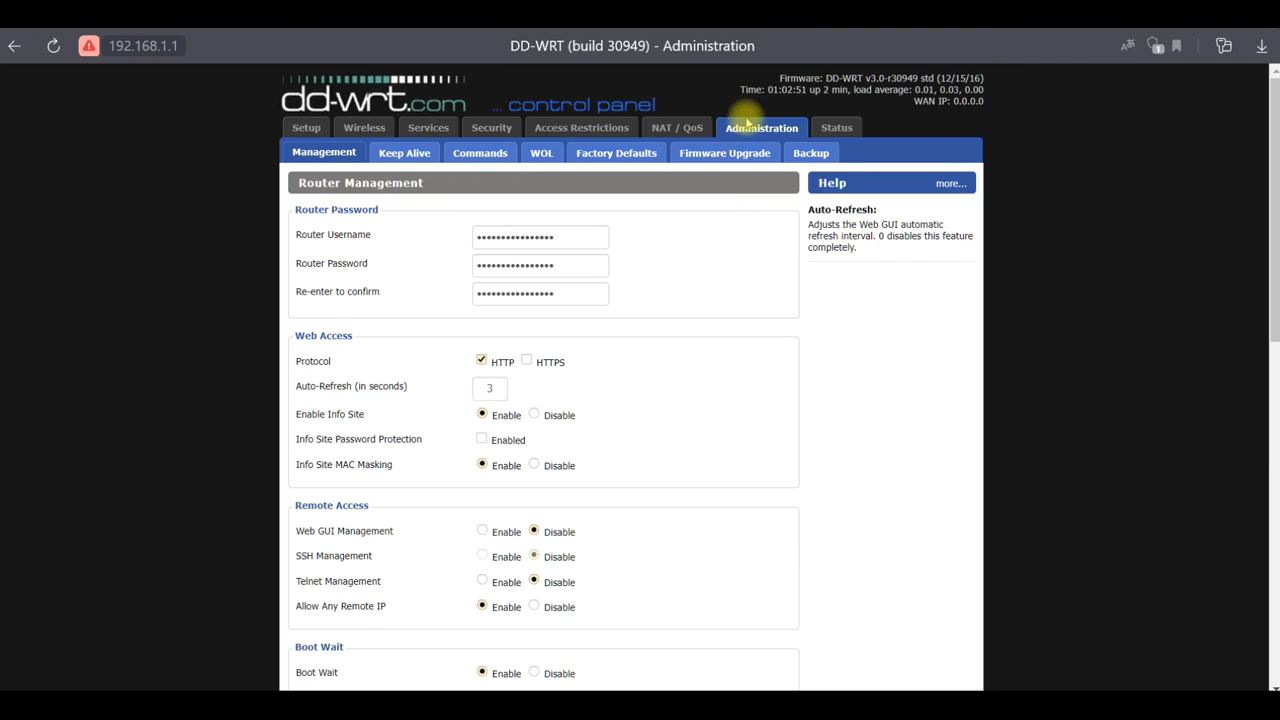 192.168.1.1
DD-WRT (build 30949) - Administration
1
Firmware: DD-WRT v3.0-r30949 std (12/15/16)
Time: 01:02:51 up 2 min, load average: 0.01, 0.03, 0.00
WAN IP: 0.0.0.0
dd-wrt.com ... control panel
Setup Wireless Services Security Access Restrictions NAT / QoS Administration Status
Management Keep Alive Commands WOL Factory Defaults Firmware Upgrade Backup
Router Management
Help more...
Router Password
Router Username ••••••••••••••••
Router Password ••••••••••••••••
Re-enter to confirm ••••••••••••••••
Auto-Refresh:
Adjusts the Web GUI automatic
refresh interval. 0 disables this feature
completely.
Web Access
Protocol HTTP HTTPS
Auto-Refresh (in seconds) 3
Enable Info Site Enable Disable
Info Site Password Protection Enabled
Info Site MAC Masking Enable Disable
Remote Access
Web GUI Management Enable Disable
SSH Management Enable Disable
Telnet Management Enable Disable
Allow Any Remote IP Enable Disable
Boot Wait
Boot Wait Enable Disable